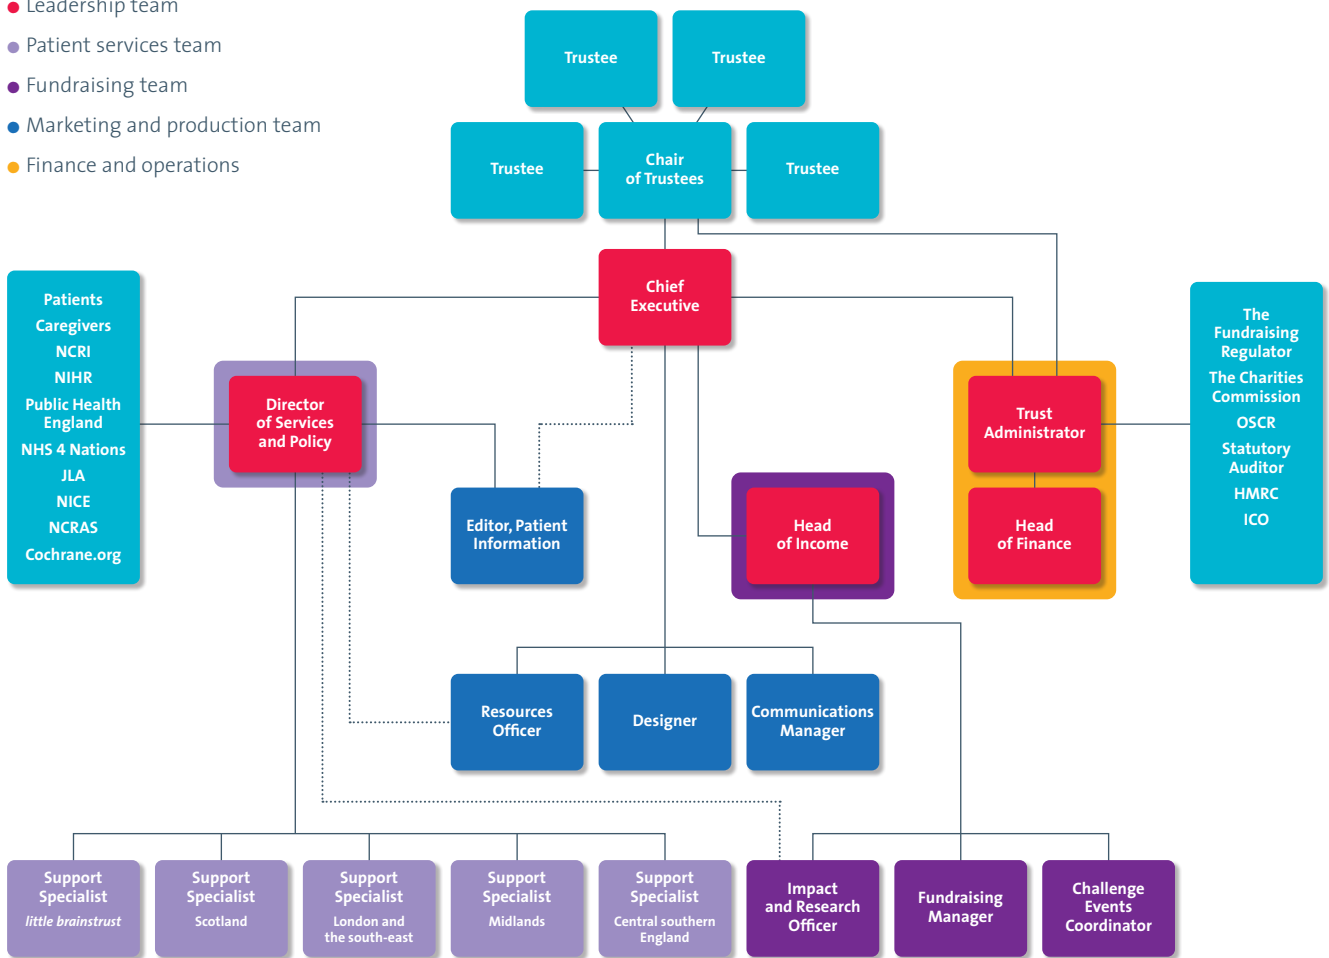 Leadership team
Patient services team
Fundraising team
Marketing and production team
Finance and operations
Trustee
Trustee
Trustee
Chair
of Trustees
Trustee
Chief
Executive
Patients
Caregivers
NCRI
NIHR
Public Health
England
NHS 4 Nations
JLA
NICE
NCRAS
Cochrane.org
Director
of Services
and Policy
Trust
Administrator
The
Fundraising
Regulator
The Charities
Commission
OSCR
Statutory
Auditor
HMRC
ICO
Editor, Patient
Information
Head
of Income
Head
of Finance
Resources
Officer
Designer
Communications
Manager
Support
Specialist
little brainstrust
Support
Specialist
Scotland
Support
Specialist
London and
the south-east
Support
Specialist
Midlands
Support
Specialist
Central southern
England
Impact
and Research
Officer
Fundraising
Manager
Challenge
Events
Coordinator